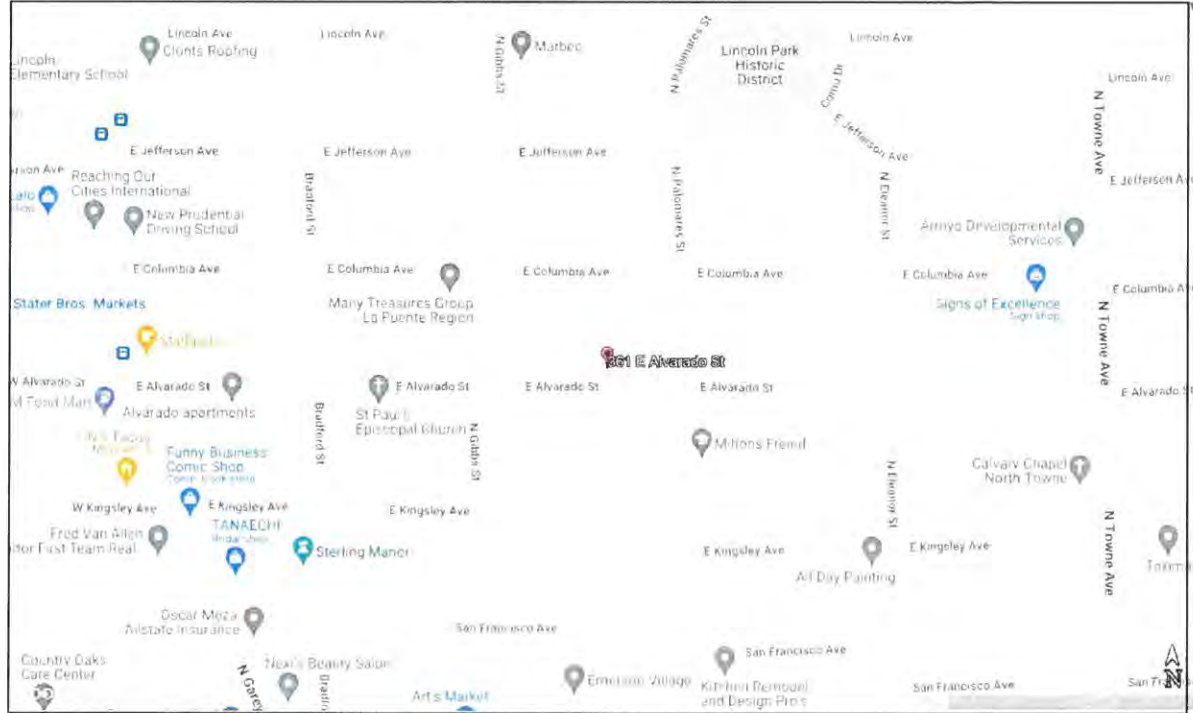 Lincoln Ave
Clonts Roofing
Lincoln
Elementary School
Lincoln Ave
N Gibbs St
Marbec
N Palomares St
Lincoln Park
Historic
District
Lincoln Ave
Comu Dr
E Jefferson Ave
Lincoln Ave
N Towne Ave
E Jefferson Ave
E Jefferson Ave
E Jefferson Ave
E Jefferson Ave
Reaching Our
Cities International
New Prudential
Driving School
Bradford St
N Palomares St
N Eleanor St
Arroyo Developmental
Services
E Columbia Ave
E Columbia Ave
E Columbia Ave
E Columbia Ave
E Columbia Ave
E Columbia Ave
Many Treasures Group
La Puente Region
Signs of Excellence
Sign shop
Stater Bros. Markets
N Towne Ave
361 E Alvarado St
W Alvarado St
E Alvarado St
E Alvarado St
E Alvarado St
E Alvarado St
E Alvarado St
Alvarado apartments
St Paul's
Episcopal Church
Bradford St
N Gibbs St
Funny Business
Comic Shop
Comic book store
N Eleanor St
Calvary Chapel
North Towne
W Kingsley Ave
E Kingsley Ave
E Kingsley Ave
TANAECHI
Bridal shop
Fred Van Allen
Sterling Manor
E Kingsley Ave
E Kingsley Ave
All Day Painting
N Towne Ave
Oscar Meza
Allstate Insurance
San Francisco Ave
San Francisco Ave
San Francisco Ave
Country Oaks
Care Center
N Garey
Nexi's Beauty Salon
Art's Market
Emerson Village
Kitchen Remodel
and Design Pro's
N